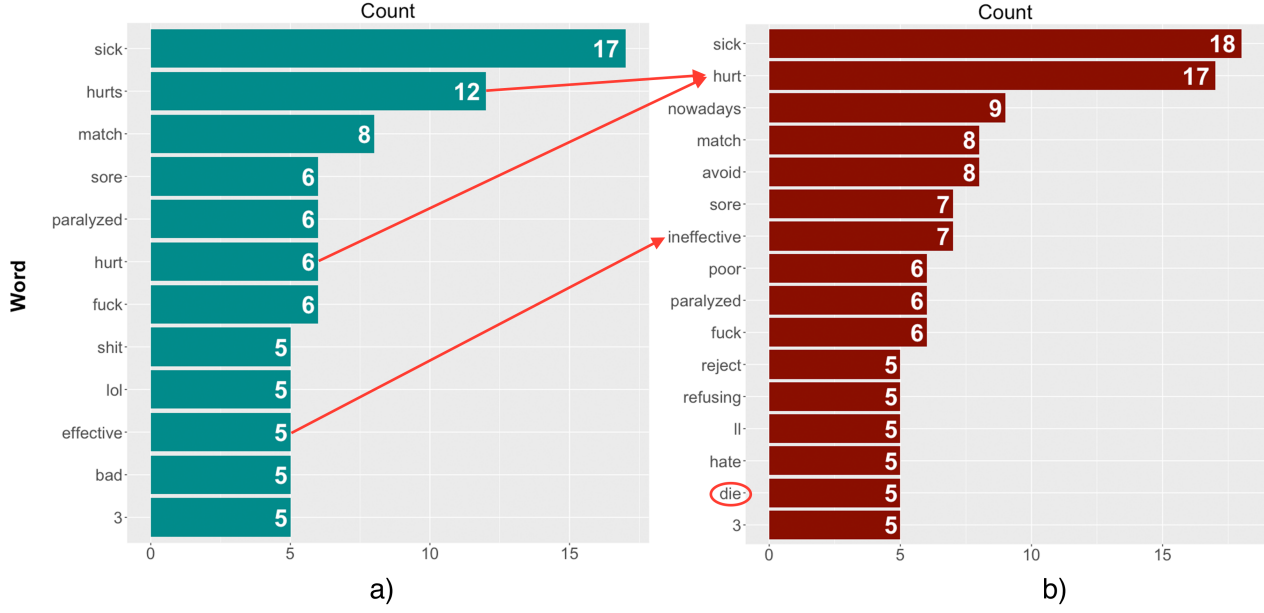 Count
Word
sick 17
hurts 12
match 8
sore 6
paralyzed 6
hurt 6
fuck 6
shit 5
lol 5
effective 5
bad 5
3 5
0 5 10 15
a)
Count
sick 18
hurt 17
nowadays 9
match 8
avoid 8
sore 7
ineffective 7
poor 6
paralyzed 6
fuck 6
reject 5
refusing 5
ll 5
hate 5
die 5
3 5
0 5 10 15
b)